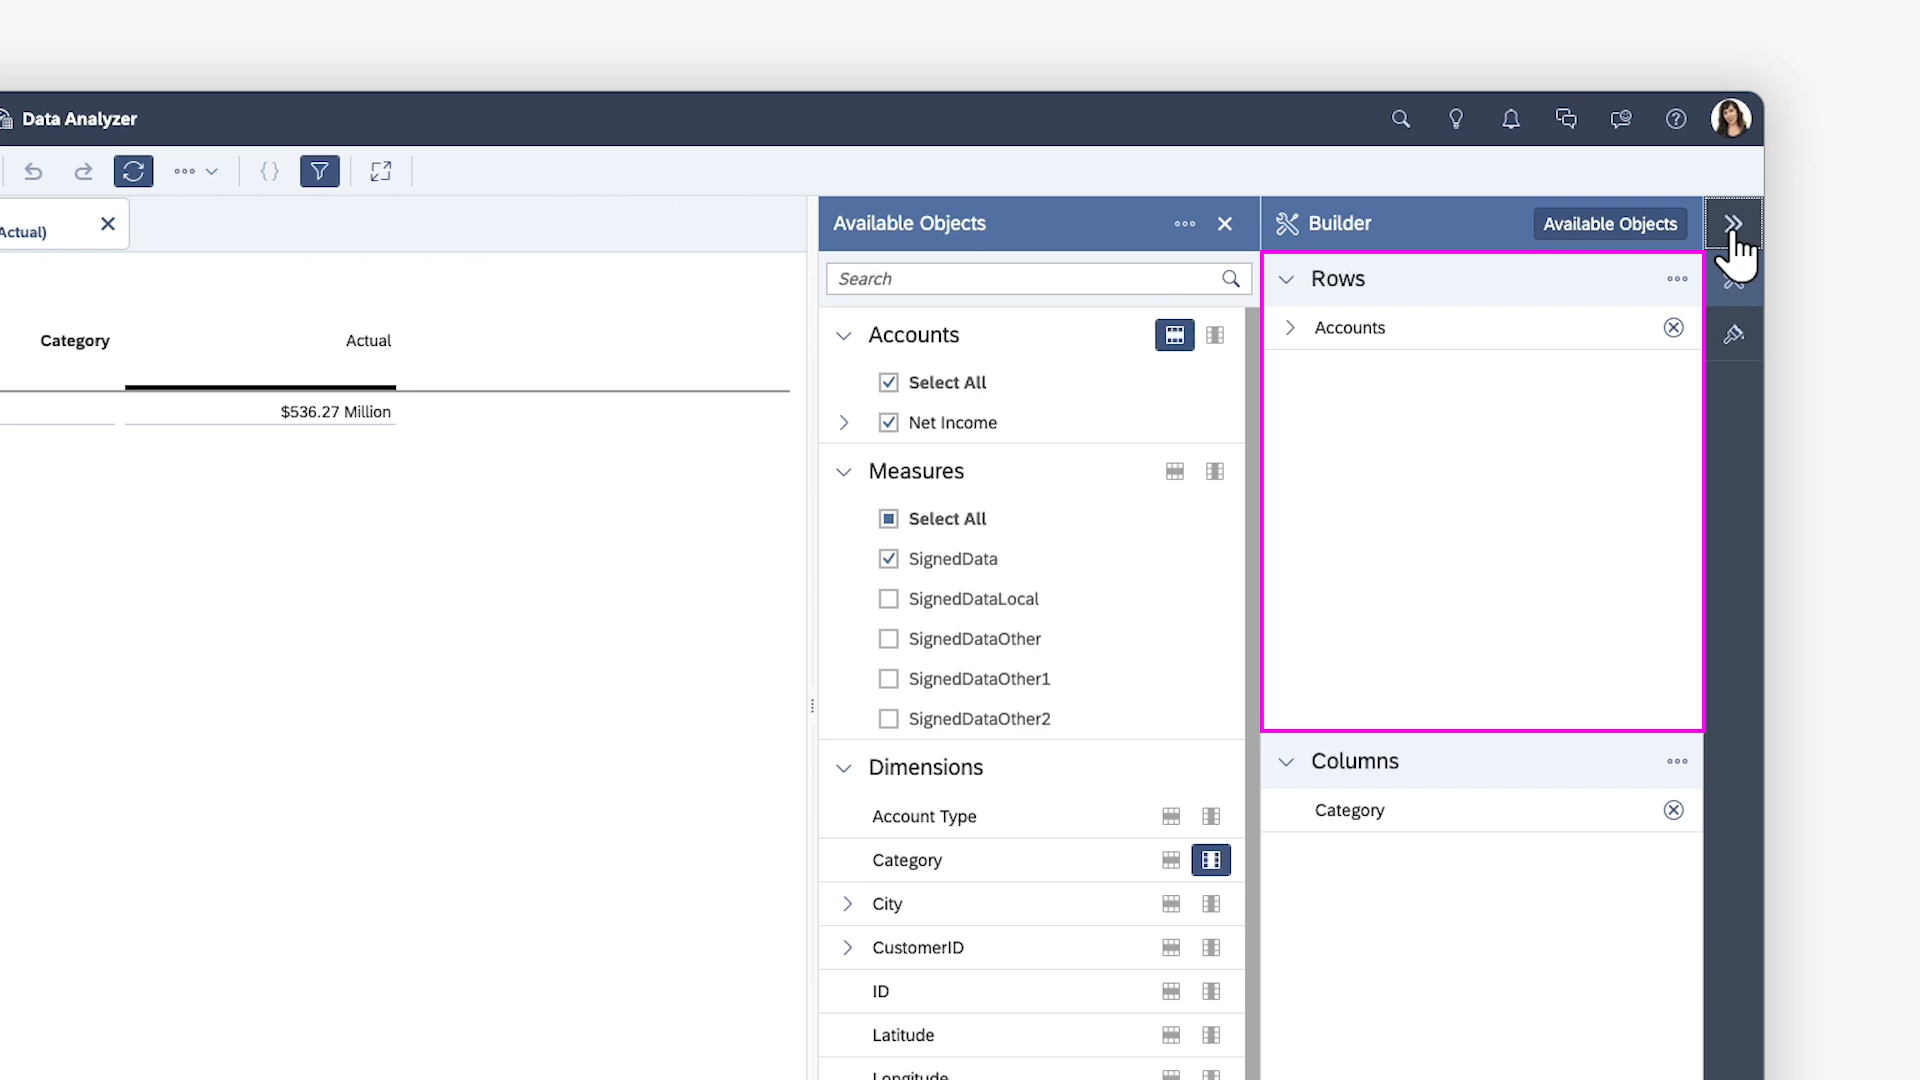 Data Analyzer
Actual)
Category
Actual
$536.27 Million
Available Objects
Search
Accounts
Select All
Net Income
Measures
Select All
SignedData
SignedDataLocal
SignedDataOther
SignedDataOther1
SignedDataOther2
Dimensions
Account Type
Category
City
CustomerID
ID
Latitude
Longitude
Builder
Available Objects
Rows
Accounts
Columns
Category